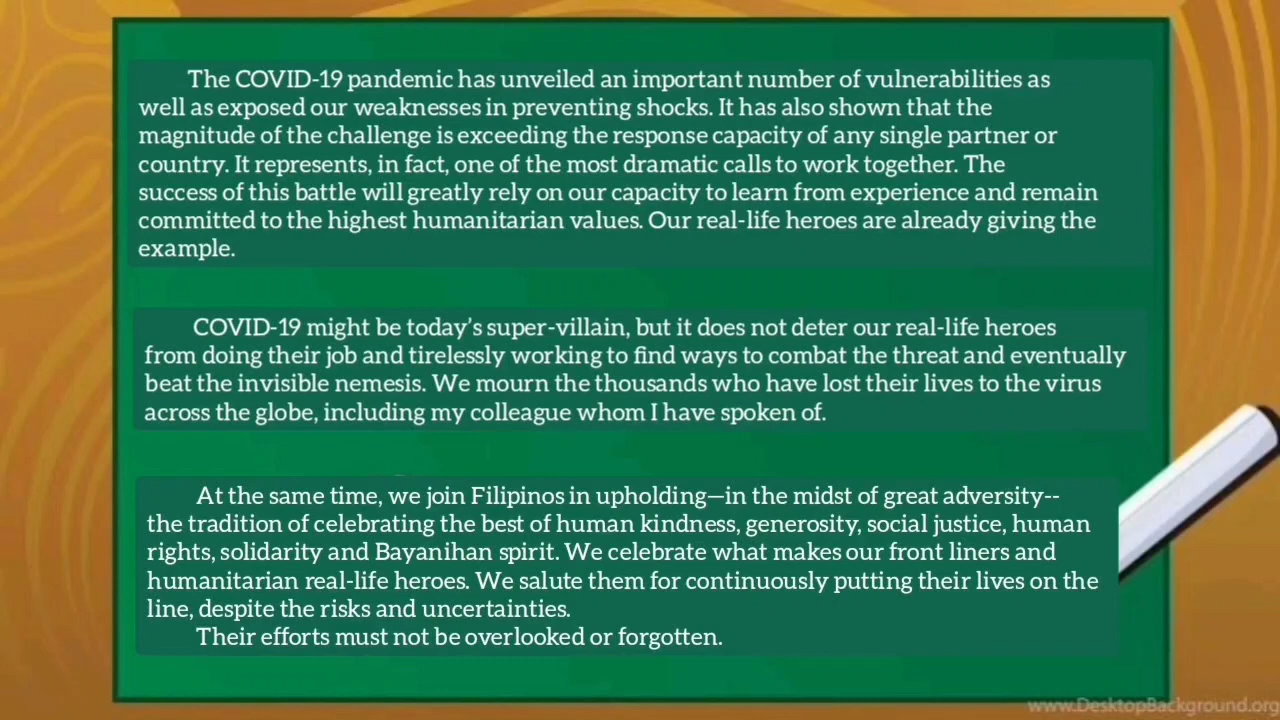 The COVID-19 pandemic has unveiled an important number of vulnerabilities as
well as exposed our weaknesses in preventing shocks. It has also shown that the
magnitude of the challenge is exceeding the response capacity of any single partner or
country. It represents, in fact, one of the most dramatic calls to work together. The
success of this battle will greatly rely on our capacity to learn from experience and remain
committed to the highest humanitarian values. Our real-life heroes are already giving the
example.
COVID-19 might be today's super-villain, but it does not deter our real-life heroes
from doing their job and tirelessly working to find ways to combat the threat and eventually
beat the invisible nemesis. We mourn the thousands who have lost their lives to the virus
across the globe, including my colleague whom I have spoken of.
At the same time, we join Filipinos in upholding—in the midst of great adversity--
the tradition of celebrating the best of human kindness, generosity, social justice, human
rights, solidarity and Bayanihan spirit. We celebrate what makes our front liners and
humanitarian real-life heroes. We salute them for continuously putting their lives on the
line, despite the risks and uncertainties.
Their efforts must not be overlooked or forgotten.
www.DesktopBackground.org